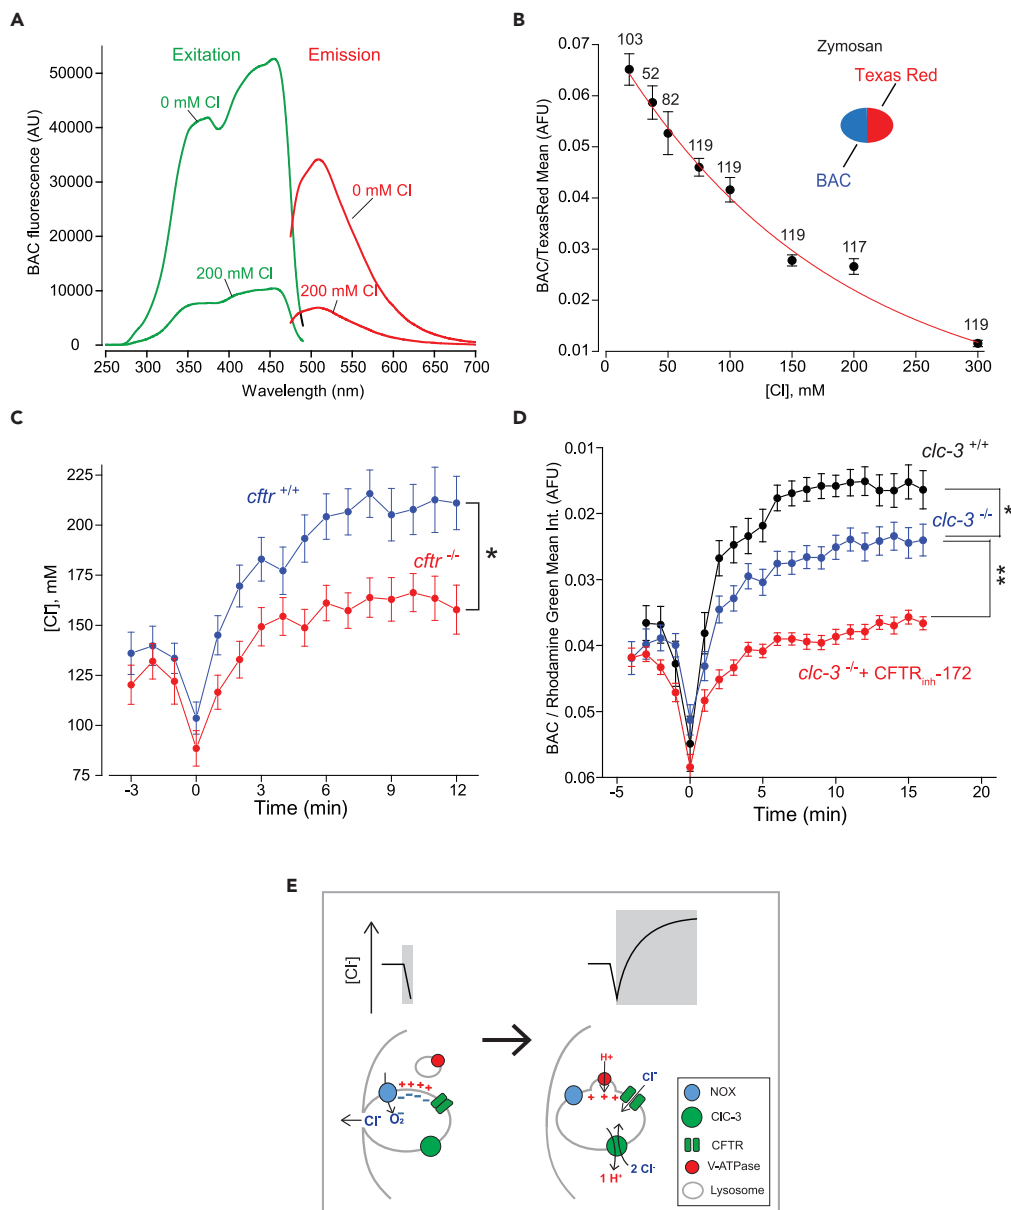 A
Exitation
Emission
0 mM Cl
0 mM Cl
200 mM Cl
200 mM Cl
BAC fluorescence (AU)
50000
40000
30000
20000
10000
0
250 300 350 400 450 500 550 600 650 700
Wavelength (nm)
B
Zymosan
Texas Red
BAC
103
52
82
119
119
119
117
119
BAC/TexasRed Mean (AFU)
0.07
0.06
0.05
0.04
0.03
0.02
0.01
0 50 100 150 200 250 300
[Cl], mM
C
cftr +/+
cftr -/-
*
[Cl-], mM
225
200
175
150
125
100
75
-3 0 3 6 9 12
Time (min)
D
clc-3 +/+
clc-3 -/-
clc-3 -/- + CFTRinh-172
*
**
BAC / Rhodamine Green Mean Int. (AFU)
0.01
0.02
0.03
0.04
0.05
0.06
-5 0 5 10 15 20
Time (min)
E
[Cl-]
+ + + +
- - - -
Cl-
O2-
H+
+ + + +
Cl-
2 Cl-
1 H+
NOX
ClC-3
CFTR
V-ATPase
Lysosome